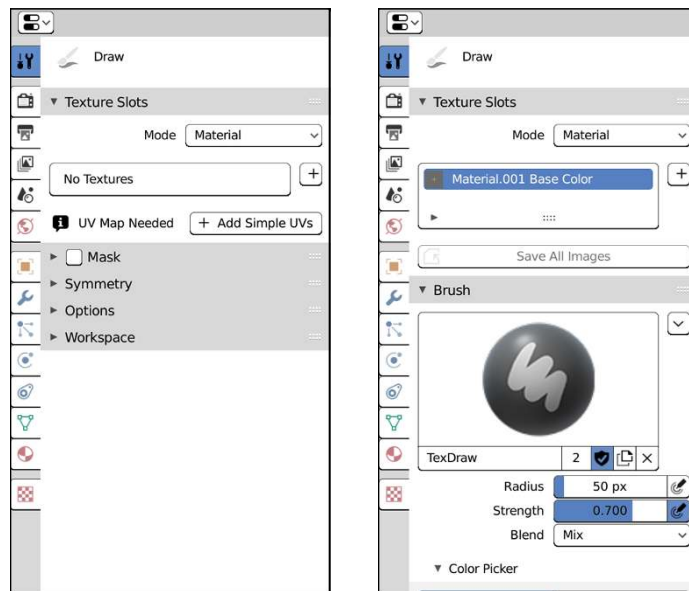 Draw
Texture Slots
Mode Material
No Textures
UV Map Needed + Add Simple UVs
Mask
Symmetry
Options
Workspace
Draw
Texture Slots
Mode Material
Material.001 Base Color
Save All Images
Brush
TexDraw 2
Radius 50 px
Strength 0.700
Blend Mix
Color Picker